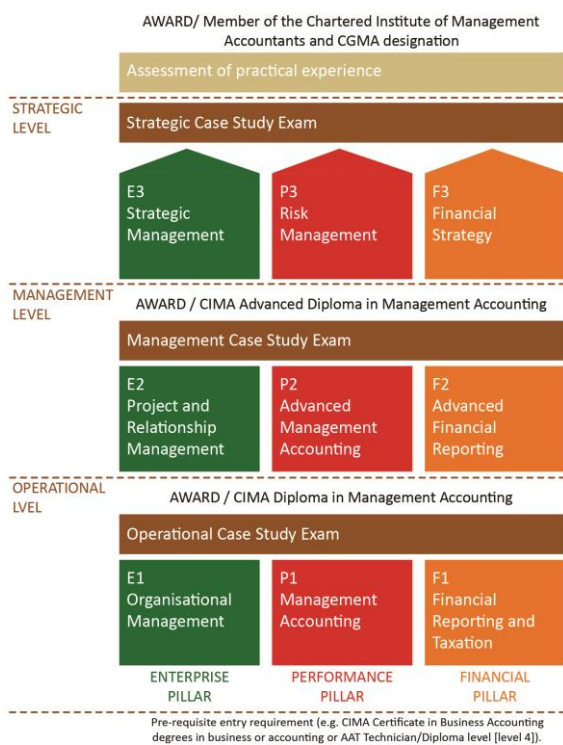 AWARD/ Member of the Chartered Institute of Management
Accountants and CGMA designation
Assessment of practical experience
STRATEGIC
LEVEL
Strategic Case Study Exam
E3
Strategic
Management
P3
Risk
Management
F3
Financial
Strategy
MANAGEMENT
LEVEL
AWARD / CIMA Advanced Diploma in Management Accounting
Management Case Study Exam
E2
Project and
Relationship
Management
P2
Advanced
Management
Accounting
F2
Advanced
Financial
Reporting
OPERATIONAL
LVEL
AWARD / CIMA Diploma in Management Accounting
Operational Case Study Exam
E1
Organisational
Management
P1
Management
Accounting
F1
Financial
Reporting and
Taxation
ENTERPRISE
PILLAR
PERFORMANCE
PILLAR
FINANCIAL
PILLAR
Pre-requisite entry requirement (e.g. CIMA Certificate in Business Accounting
degrees in business or accounting or AAT Technician/Diploma level [level 4]).